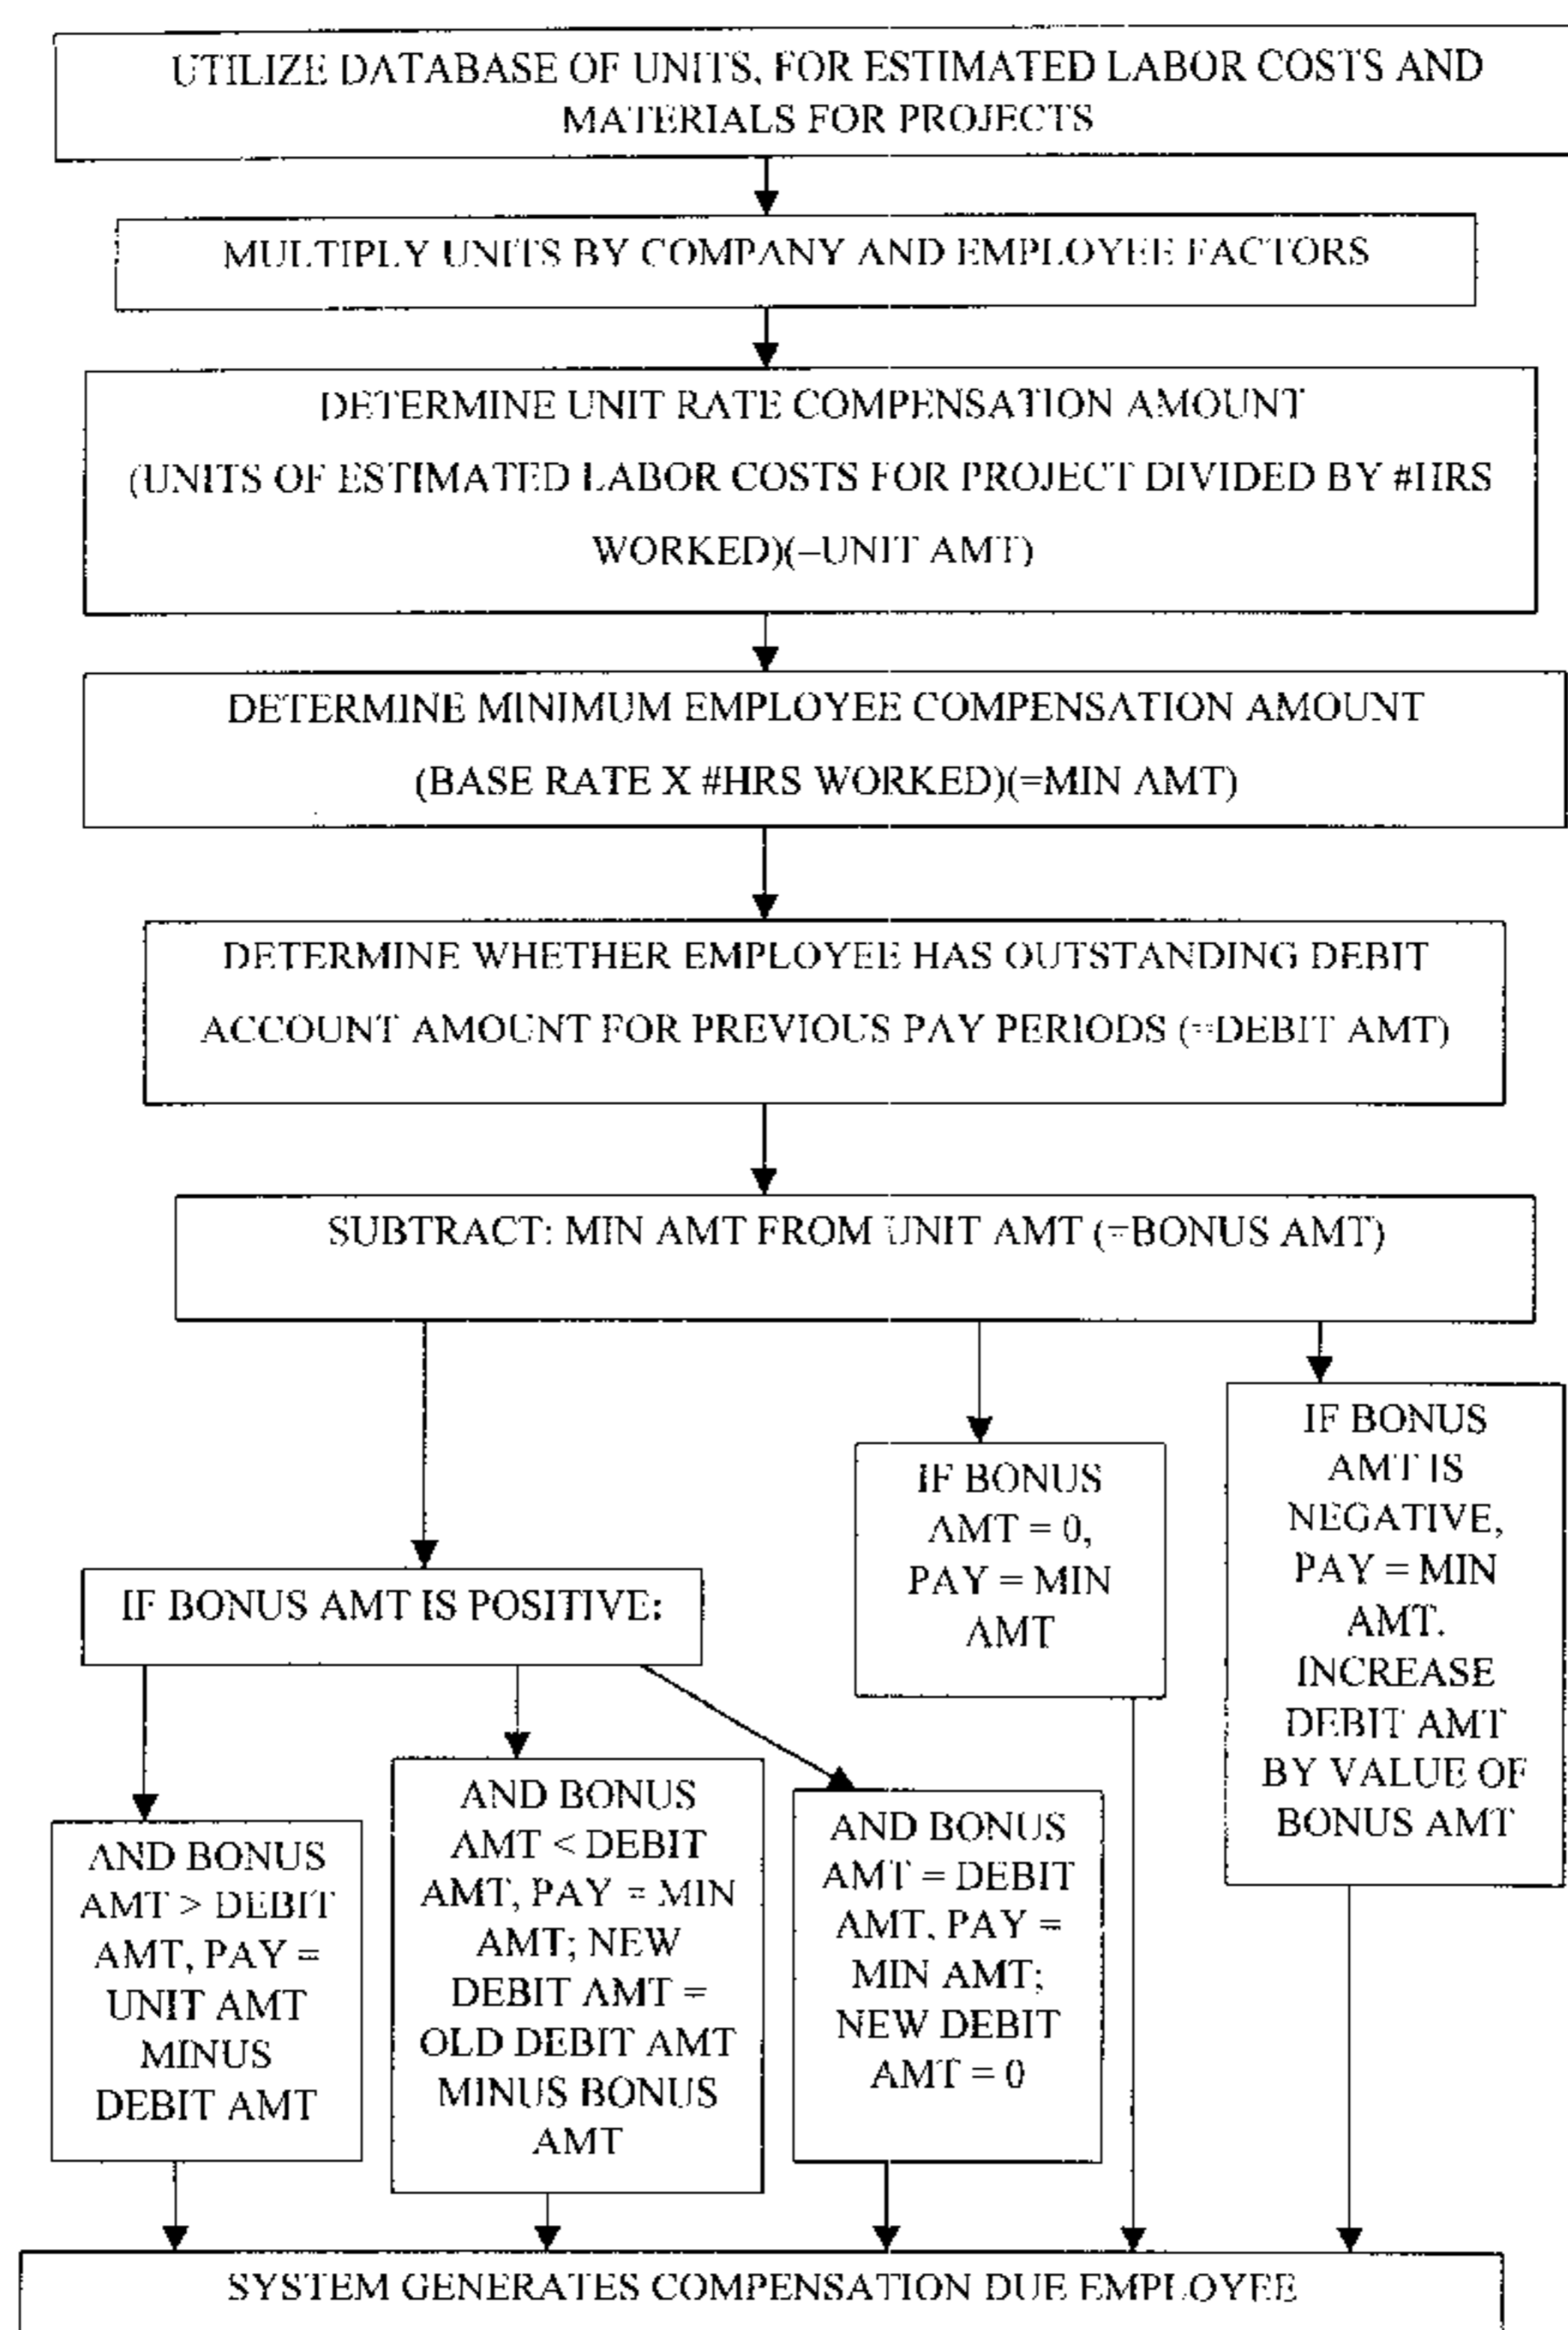 UTILIZE DATABASE OF UNITS, FOR ESTIMATED LABOR COSTS AND
MATERIALS FOR PROJECTS
MULTIPLY UNITS BY COMPANY AND EMPLOYEE FACTORS
DETERMINE UNIT RATE COMPENSATION AMOUNT
(UNITS OF ESTIMATED LABOR COSTS FOR PROJECT DIVIDED BY #HRS
WORKED)(=UNIT AMT)
DETERMINE MINIMUM EMPLOYEE COMPENSATION AMOUNT
(BASE RATE X #HRS WORKED)(=MIN AMT)
DETERMINE WHETHER EMPLOYEE HAS OUTSTANDING DEBIT
ACCOUNT AMOUNT FOR PREVIOUS PAY PERIODS (=DEBIT AMT)
SUBTRACT: MIN AMT FROM UNIT AMT (=BONUS AMT)
IF BONUS AMT IS POSITIVE:
AND BONUS
AMT > DEBIT
AMT, PAY =
UNIT AMT
MINUS
DEBIT AMT
AND BONUS
AMT < DEBIT
AMT, PAY = MIN
AMT; NEW
DEBIT AMT =
OLD DEBIT AMT
MINUS BONUS
AMT
AND BONUS
AMT = DEBIT
AMT, PAY =
MIN AMT;
NEW DEBIT
AMT = 0
IF BONUS
AMT = 0,
PAY = MIN
AMT
IF BONUS
AMT IS
NEGATIVE,
PAY = MIN
AMT.
INCREASE
DEBIT AMT
BY VALUE OF
BONUS AMT
SYSTEM GENERATES COMPENSATION DUE EMPLOYEE